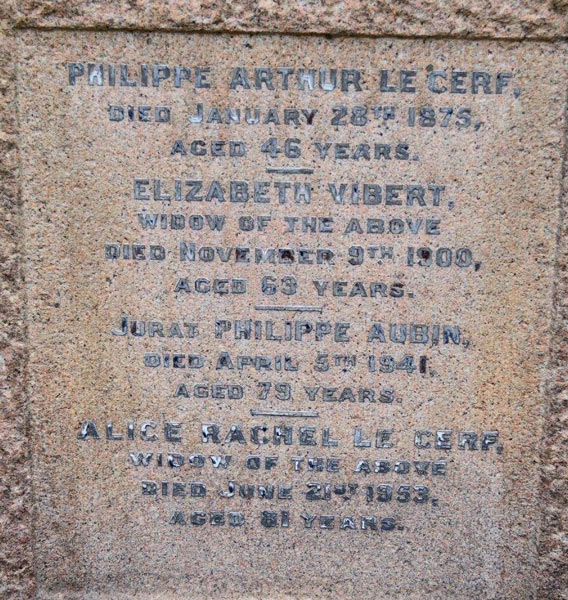 PHILIPPE ARTHUR LE CERF,
DIED JANUARY 28TH 1875,
AGED 46 YEARS.
ELIZABETH VIBERT,
WIDOW OF THE ABOVE
DIED NOVEMBER 9TH 1900,
AGED 63 YEARS.
JURAT PHILIPPE AUBIN,
DIED APRIL 5TH 1941,
AGED 79 YEARS.
ALICE RACHEL LE CERF,
WIDOW OF THE ABOVE
DIED JUNE 21ST 1953,
AGED 81 YEARS.